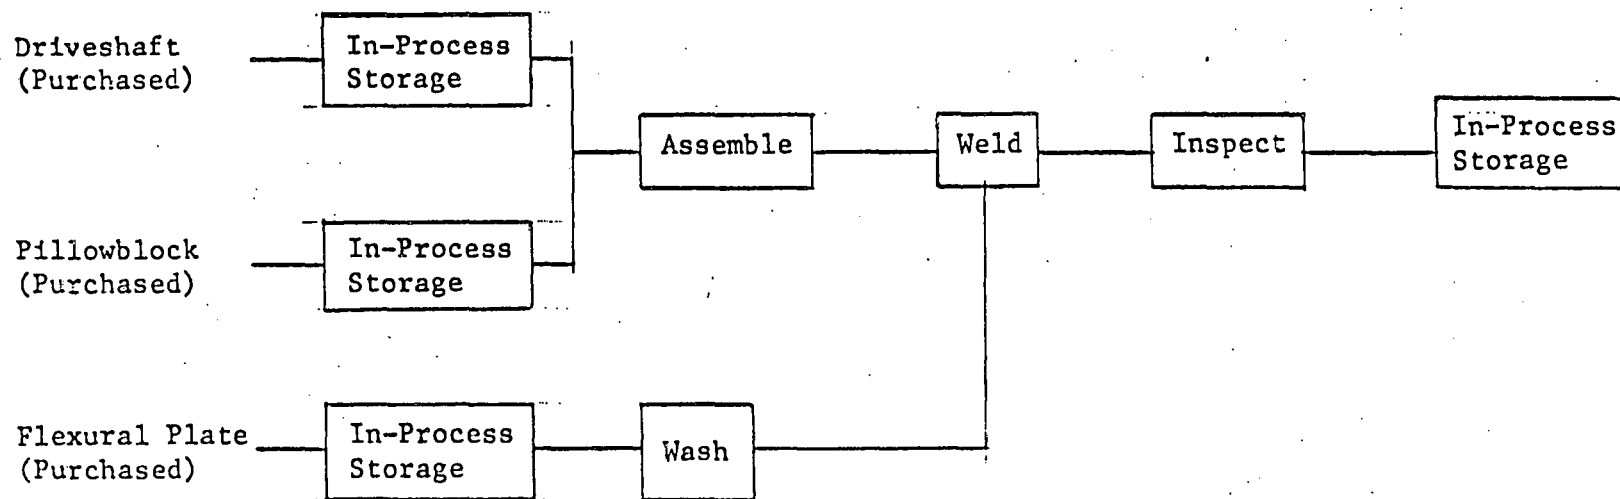 Driveshaft
(Purchased)
In-Process
Storage
Pillowblock
(Purchased)
In-Process
Storage
Flexural Plate
(Purchased)
In-Process
Storage
Wash
Assemble
Weld
Inspect
In-Process
Storage